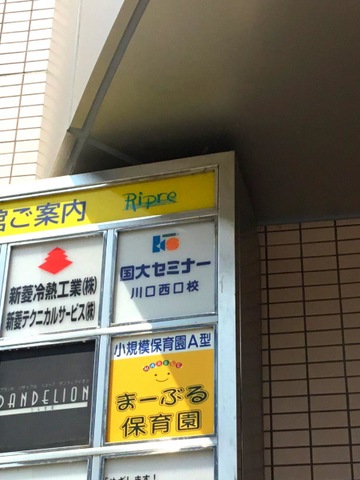 館ご案内 Ripre
新菱冷熱工業(株)
新菱テクニカルサービス(株)
国大セミナー
川口西口校
DANDELION
小規模保育園A型
まーぶる
保育園